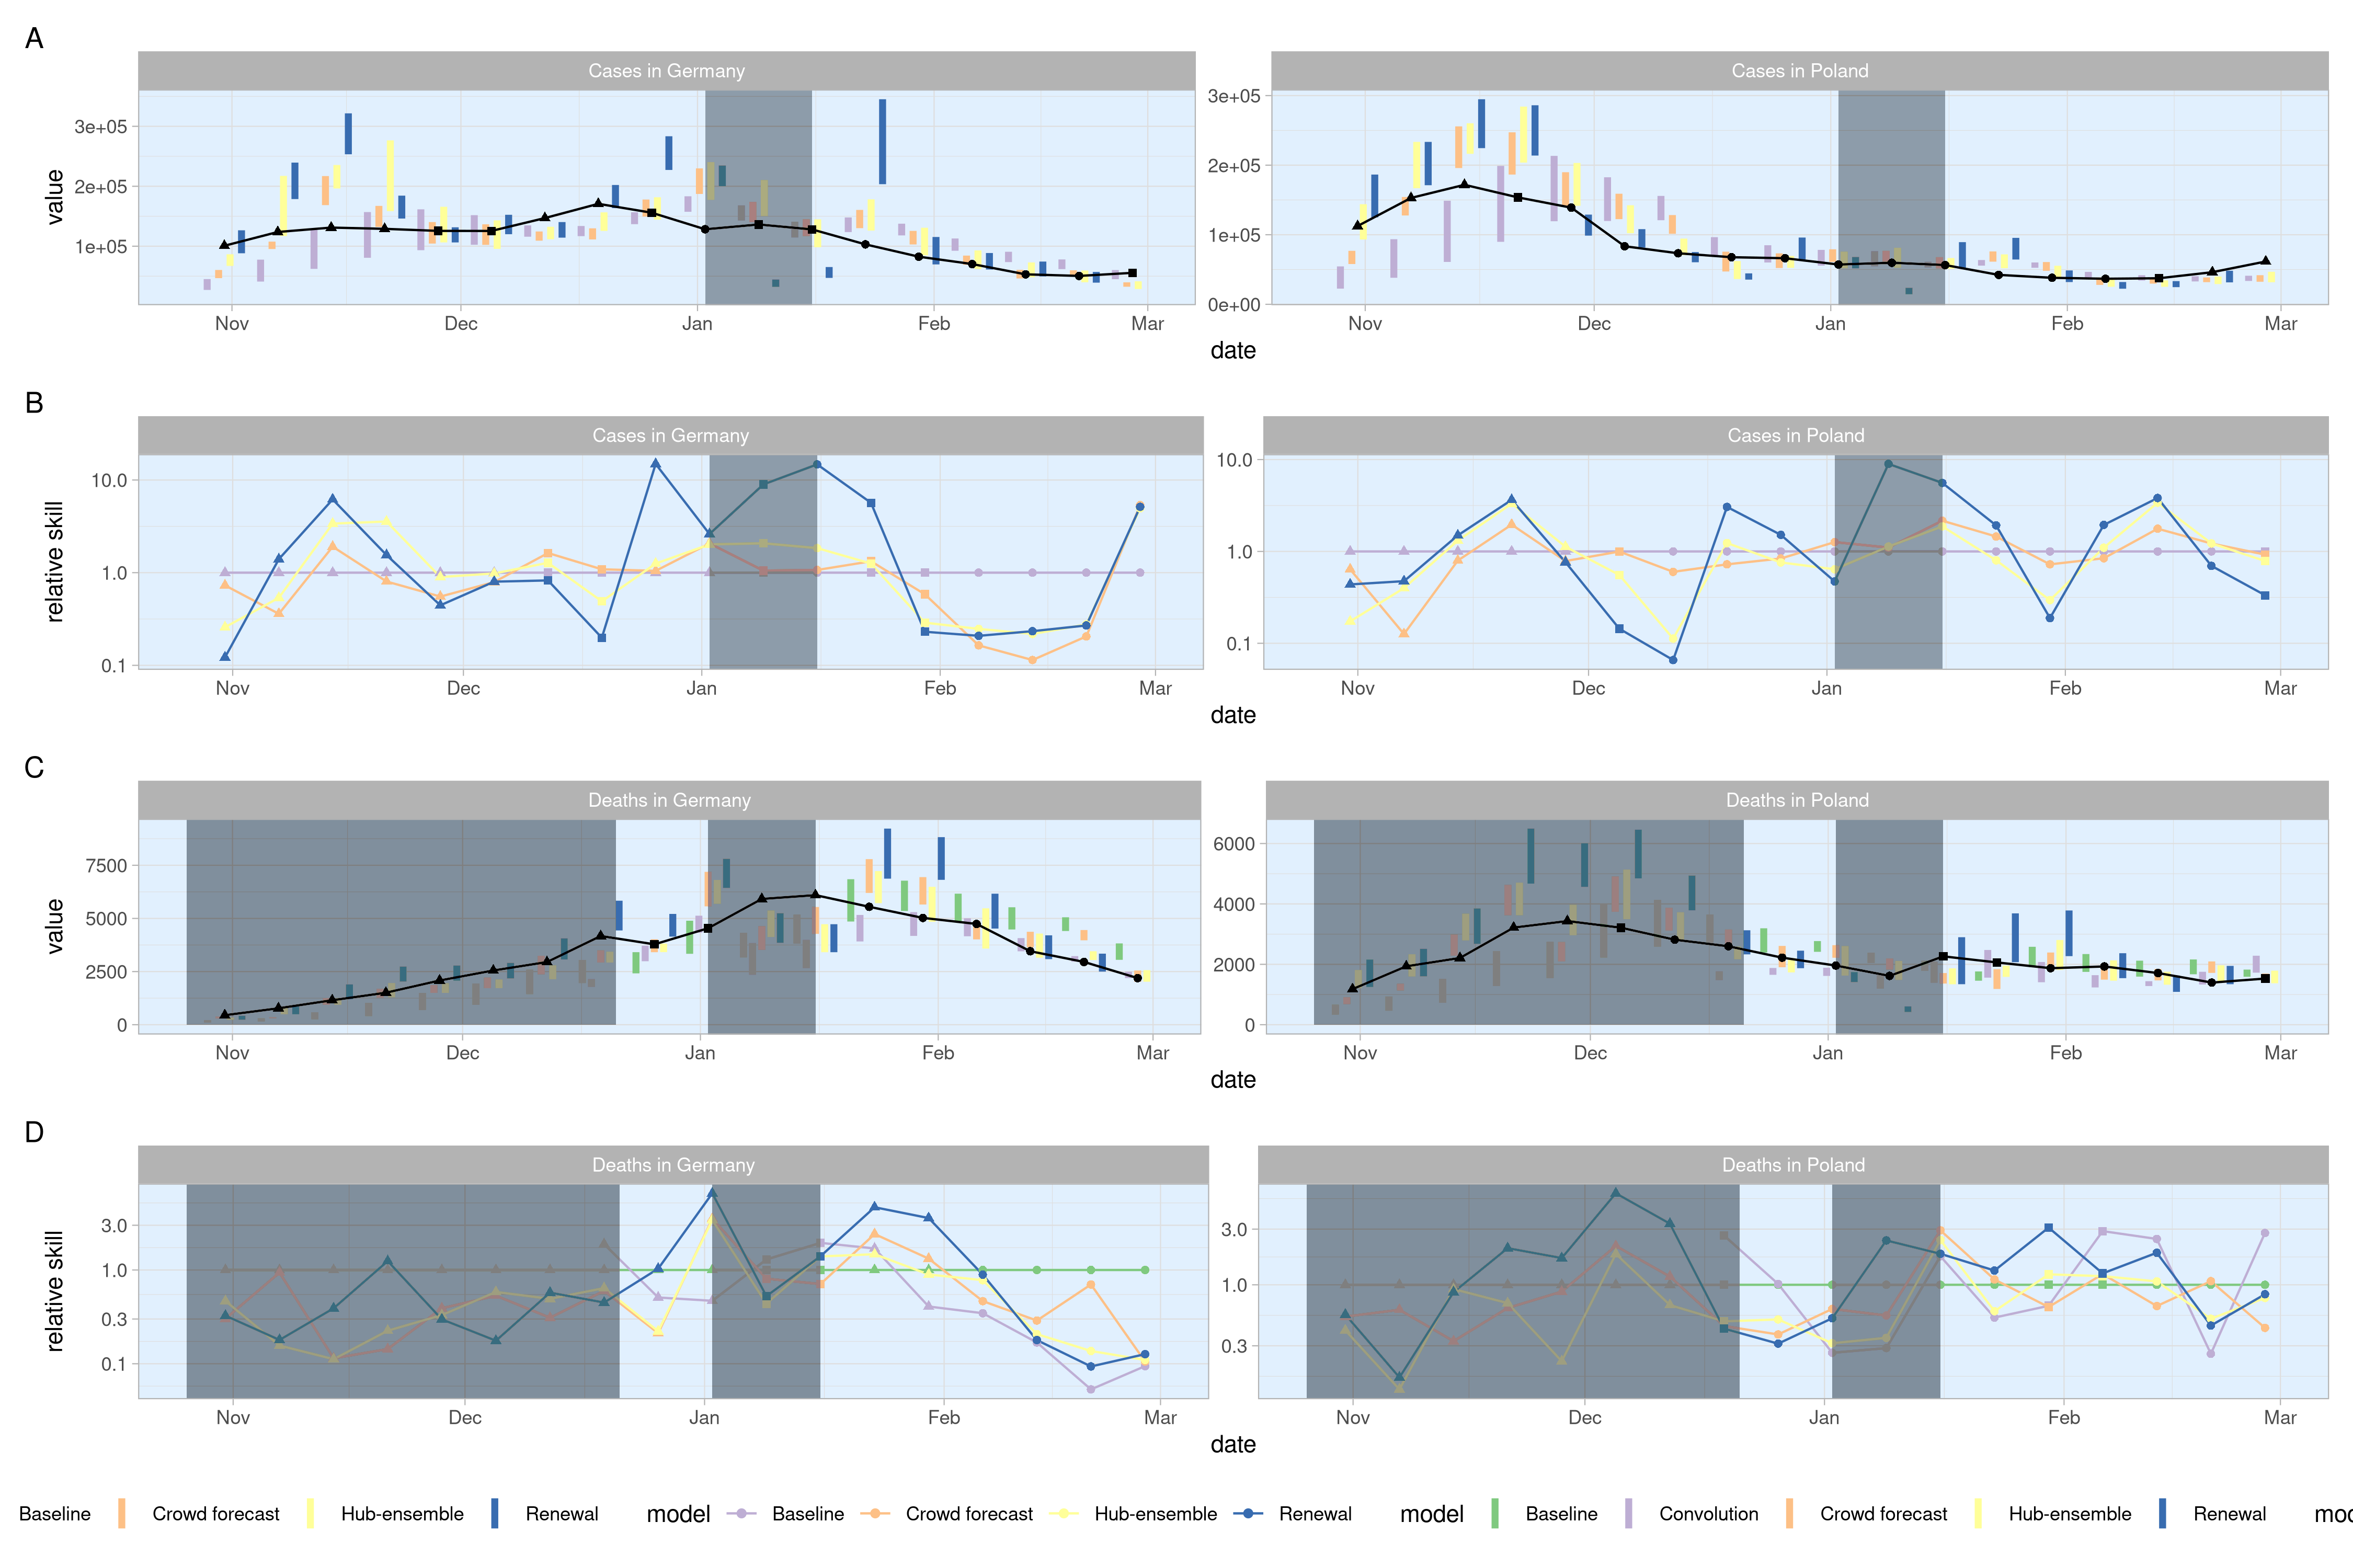 A
Cases in Germany
Cases in Poland
value
3e+05
2e+05
1e+05
3e+05
2e+05
1e+05
0e+00
Nov Dec Jan Feb Mar
Nov Dec Jan Feb Mar
date
B
Cases in Germany
Cases in Poland
relative skill
10.0
1.0
0.1
10.0
1.0
0.1
Nov Dec Jan Feb Mar
Nov Dec Jan Feb Mar
date
C
Deaths in Germany
Deaths in Poland
value
7500
5000
2500
0
6000
4000
2000
0
Nov Dec Jan Feb Mar
Nov Dec Jan Feb Mar
date
D
Deaths in Germany
Deaths in Poland
relative skill
3.0
1.0
0.3
0.1
3.0
1.0
0.3
Nov Dec Jan Feb Mar
Nov Dec Jan Feb Mar
date
Baseline Crowd forecast Hub-ensemble Renewal model Baseline Crowd forecast Hub-ensemble Renewal model Baseline Convolution Crowd forecast Hub-ensemble Renewal